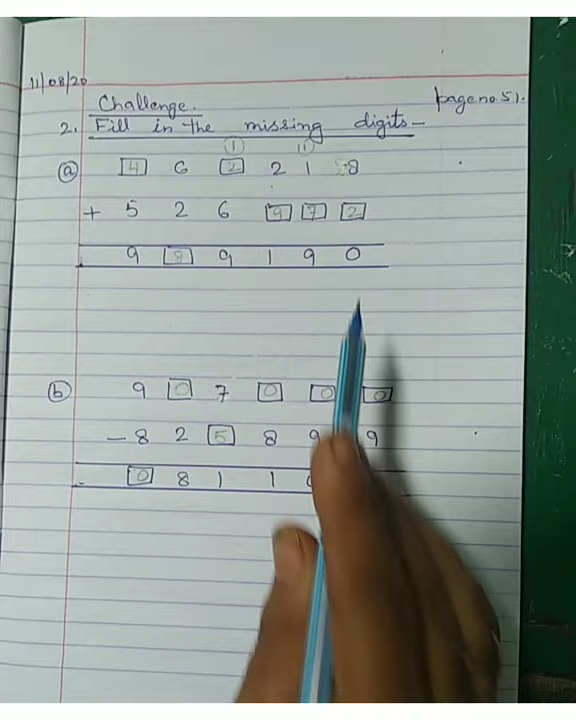 11/08/20
Challenge. page no. 51.
2. Fill in the missing digits-
1 1
a 4 6 2 2 1 8
+ 5 2 6 9 7 2
9 8 9 1 9 0
b 9 0 7 0 0 0
- 8 2 5 8 9 9
0 8 1 1